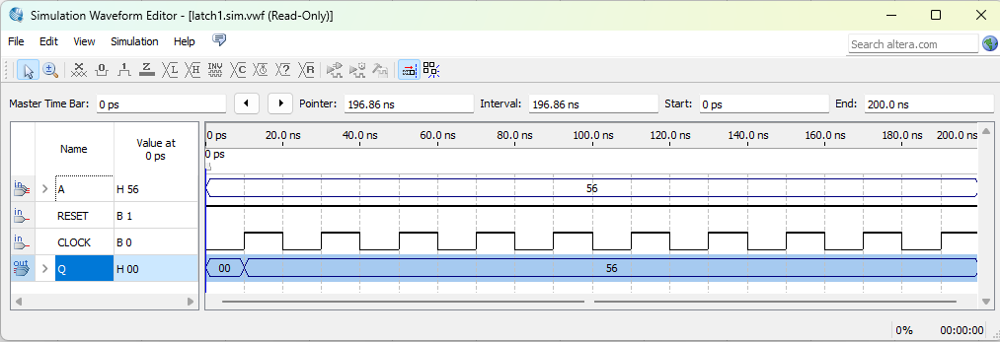 Simulation Waveform Editor - [latch1.sim.vwf (Read-Only)]
File Edit View Simulation Help
Search altera.com
Master Time Bar: 0 ps Pointer: 196.86 ns Interval: 196.86 ns Start: 0 ps End: 200.0 ns
Name Value at 0 ps
0 ps 20.0 ns 40.0 ns 60.0 ns 80.0 ns 100.0 ns 120.0 ns 140.0 ns 160.0 ns 180.0 ns 200.0 ns
0 ps
in A H 56 56
in RESET B 1
in CLOCK B 0
out Q H 00 00 56
0% 00:00:00